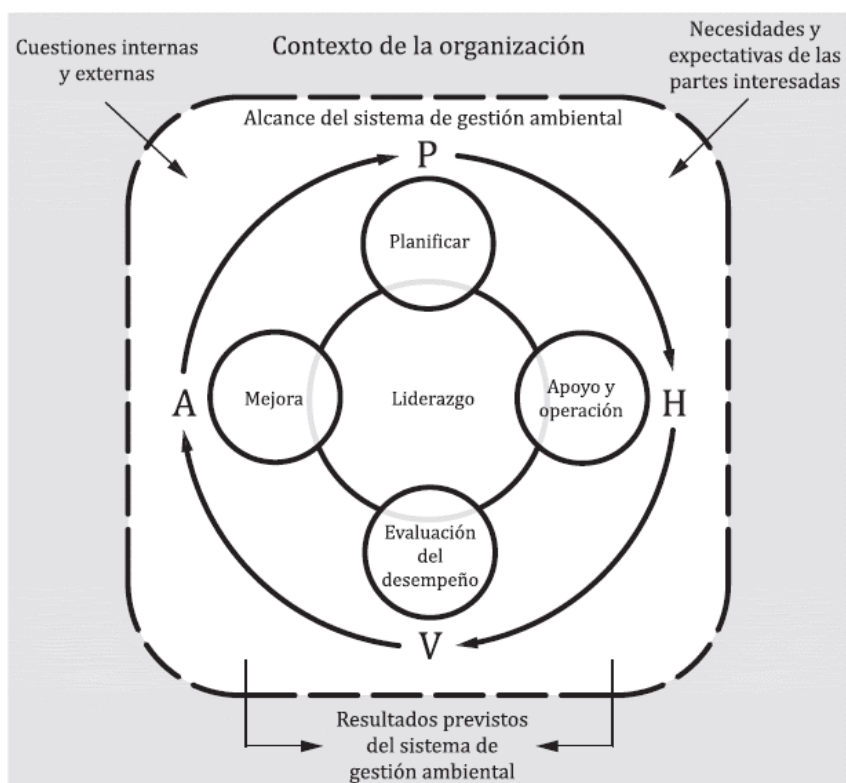 Cuestiones internas
y externas
Contexto de la organización
Necesidades y
expectativas de las
partes interesadas
Alcance del sistema de gestión ambiental
P
Planificar
A
Mejora
Liderazgo
Apoyo y
operación
H
Evaluación
del
desempeño
V
Resultados previstos
del sistema de
gestión ambiental